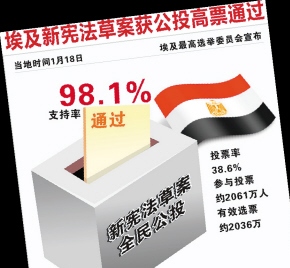 埃及新宪法草案获公投高票通过
当地时间1月18日
埃及最高选举委员会宣布
98.1%
支持率
通过
投票率
38.6%
参与投票
约2061万人
有效选票
约2036万
新宪法草案
全民公投